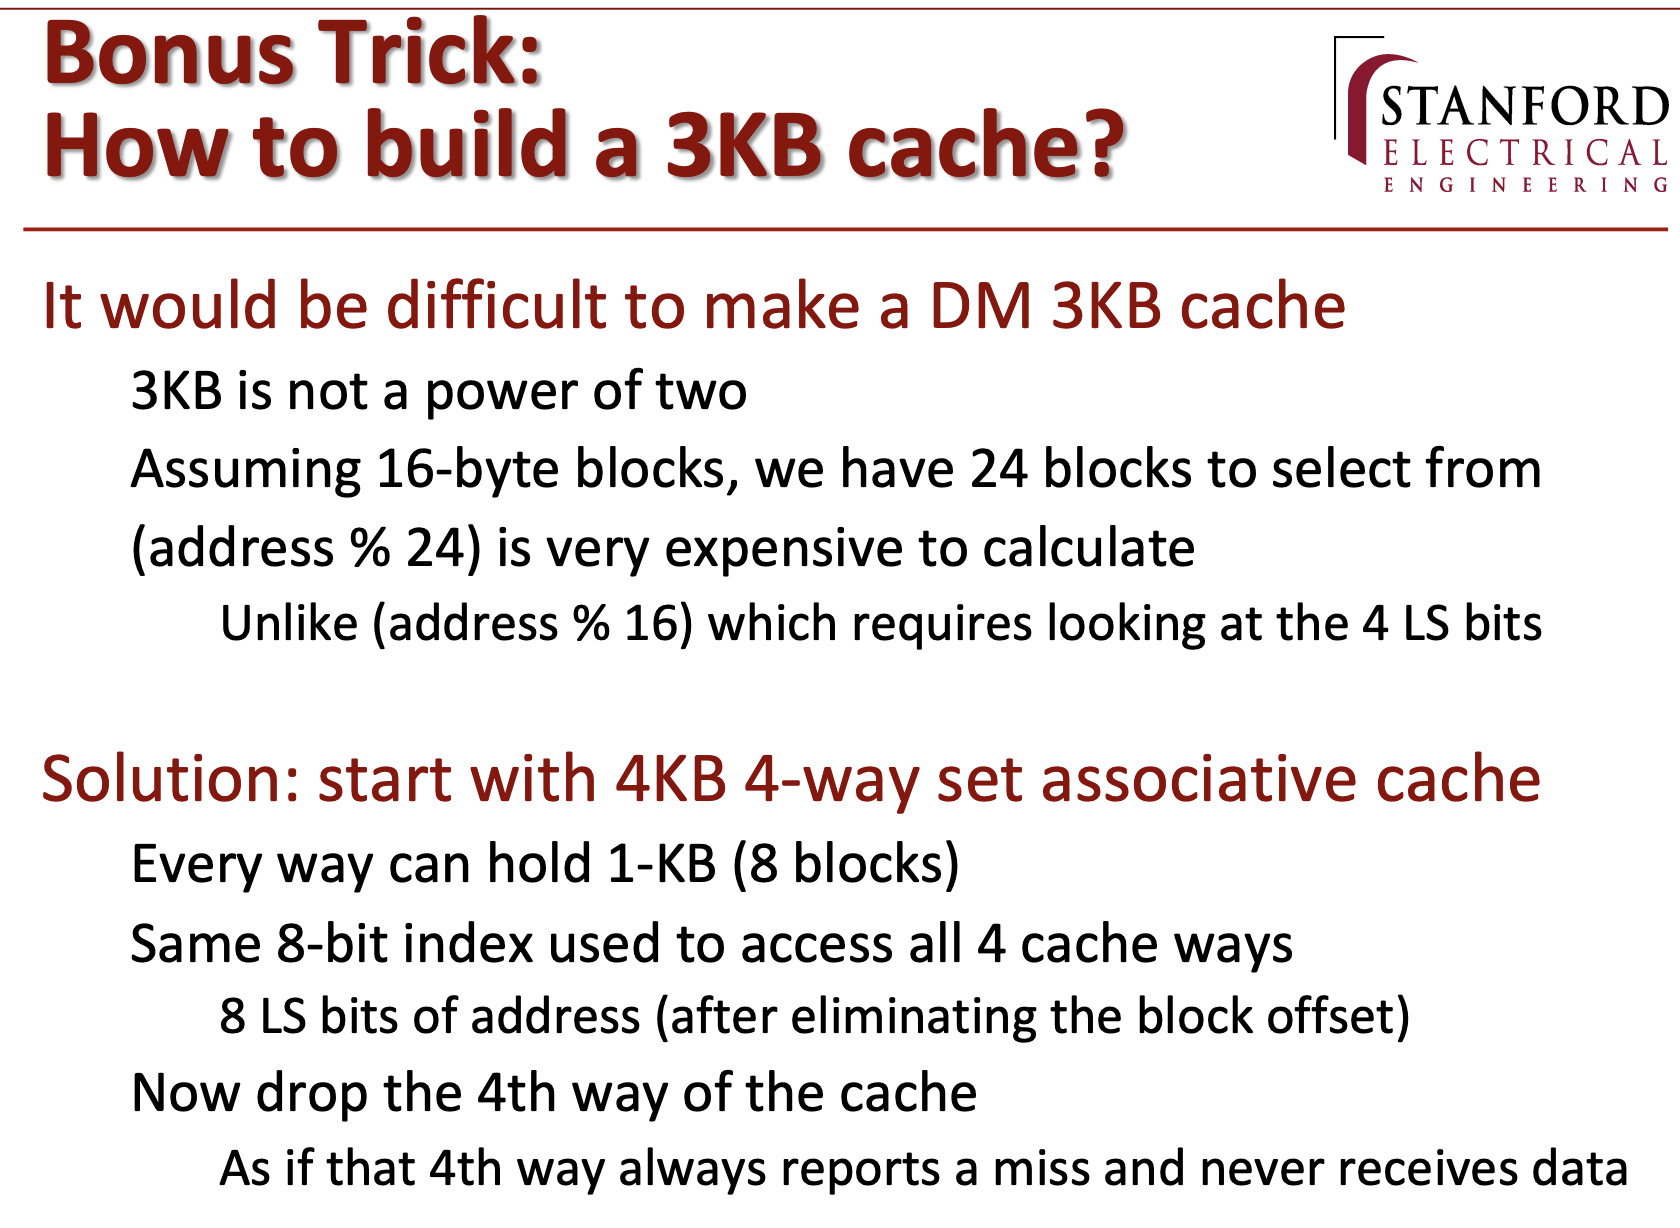 Bonus Trick:
How to build a 3KB cache?
STANFORD
ELECTRICAL
ENGINEERING
It would be difficult to make a DM 3KB cache
3KB is not a power of two
Assuming 16-byte blocks, we have 24 blocks to select from
(address % 24) is very expensive to calculate
Unlike (address % 16) which requires looking at the 4 LS bits
Solution: start with 4KB 4-way set associative cache
Every way can hold 1-KB (8 blocks)
Same 8-bit index used to access all 4 cache ways
8 LS bits of address (after eliminating the block offset)
Now drop the 4th way of the cache
As if that 4th way always reports a miss and never receives data